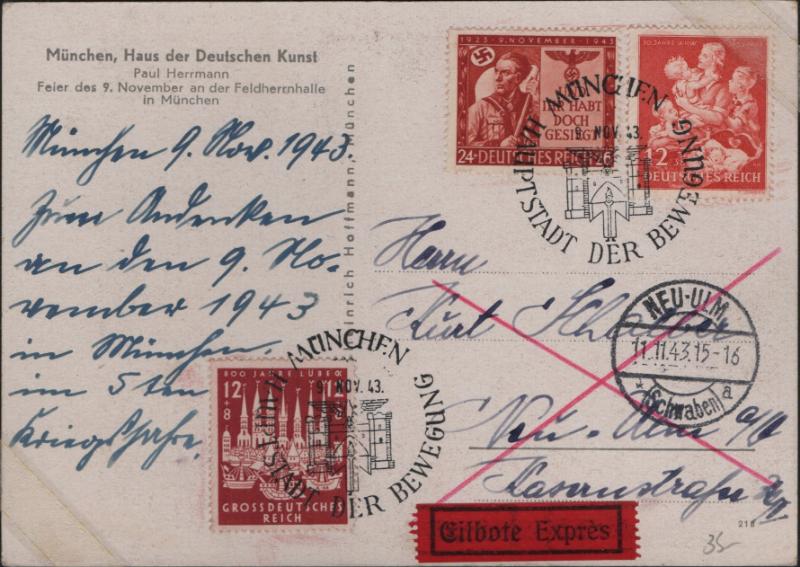 München, Haus der Deutschen Kunst
Paul Herrmann
Feier des 9. November an der Feldherrnhalle
in München
München 9. Nov. 1943.
Zum Andenken
an den 9. No-
vember 1943
in München
im 5ten
Kriegsjahre.
Heinrich Hoffmann, München
1923 · 9. NOVEMBER · 1943
IHR HABT
DOCH
GESIEGT
24+ DEUTSCHES REICH +26
12
DEUTSCHES REICH
MÜNCHEN
9. NOV. 43.
HAUPTSTADT DER BEWEGUNG
Herrn
Kurt
Neu-Ulm a/D
Kasernstraße
NEU-ULM
11.11.43.15-16
(Schwaben) a
800 JAHRE LÜBECK
12 12
+8
GROSSDEUTSCHES
REICH
MÜNCHEN
9. NOV. 43.
HAUPTSTADT DER BEWEGUNG
Eilbote Exprès
218
35